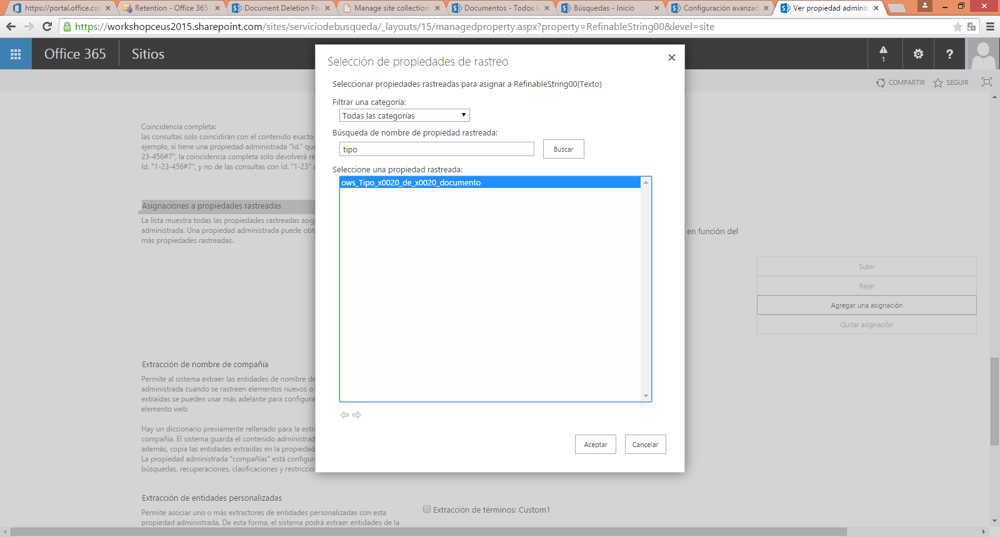 https://portal.office.co
Retention - Office 365
Document Deletion Po
Manage site collection
Documentos - Todos l
Búsquedas - Inicio
Configuración avanzad
Ver propiedad adminis
https://workshopceus2015.sharepoint.com/sites/serviciodebusqueda/_layouts/15/managedproperty.aspx?property=RefinableString00&level=site
Office 365
Sitios
1
?
COMPARTIR
SEGUIR
Selección de propiedades de rastreo
Seleccionar propiedades rastreadas para asignar a RefinableString00(Texto)
Filtrar una categoría:
Todas las categorías
Búsqueda de nombre de propiedad rastreada:
tipo
Buscar
Seleccione una propiedad rastreada:
ows_Tipo_x0020_de_x0020_documento
Aceptar
Cancelar
Coincidencia completa:
las consultas solo coincidirán con el contenido exacto
ejemplo, si tiene una propiedad administrada "Id." que
23-456#7", la coincidencia completa solo devolverá re
Id. "1-23-456#7", y no de las consultas con Id. "1-23"
Asignaciones a propiedades rastreadas
La lista muestra todas las propiedades rastreadas asig
administrada. Una propiedad administrada puede obt
más propiedades rastreadas.
en función del
Subir
Bajar
Agregar una asignación
Quitar asignación
Extracción de nombre de compañía
Permite al sistema extraer las entidades de nombre de
administrada cuando se rastreen elementos nuevos o
extraídas se pueden usar más adelante para configura
elemento web.
Hay un diccionario previamente rellenado para la extra
compañía. El sistema guarda el contenido administrad
además, copia las entidades extraídas en la propiedad
La propiedad administrada "compañías" está configura
búsquedas, recuperaciones, clasificaciones y restriccio
Extracción de entidades personalizadas
Permite asociar uno o más extractores de entidades personalizadas con esta
propiedad administrada. De esta forma, el sistema podrá extraer entidades de la
Extracción de términos: Custom1